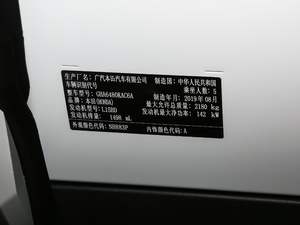 生产厂名: 广汽本田汽车有限公司 制造国: 中华人民共和国
车辆识别代号 乘坐人数: 5
整车型号: GHA6480KAC6A 制造年月: 2019年08月
品牌: 本田(HONDA) 最大允许总质量: 2180 kg
发动机型号: L15BD 发动机最大净功率: 142 kW
发动机排量: 1498 mL
外观颜色代号: NH883P 内饰颜色代号: A